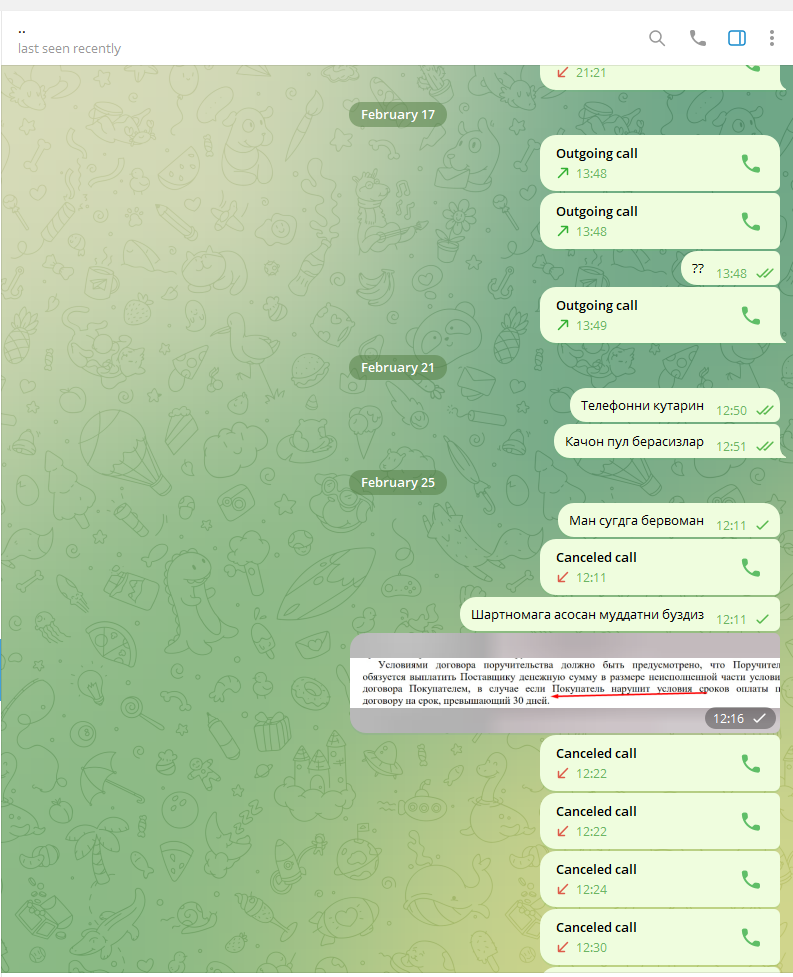 ..
last seen recently
21:21
February 17
Outgoing call
13:48
Outgoing call
13:48
?? 13:48
Outgoing call
13:49
February 21
Телефонни кутарин 12:50
Качон пул берасизлар 12:51
February 25
Ман сугдга бервоман 12:11
Canceled call
12:11
Шартномага асосан муддатни буздиз 12:11
Условиями договора поручительства должно быть предусмотрено, что Поручител
обязуется выплатить Поставщику денежную сумму в размере неисполненной части услови
договора Покупателем, в случае если Покупатель нарушит условия сроков оплаты п
договору на срок, превышающий 30 дней.
12:16
Canceled call
12:22
Canceled call
12:22
Canceled call
12:24
Canceled call
12:30